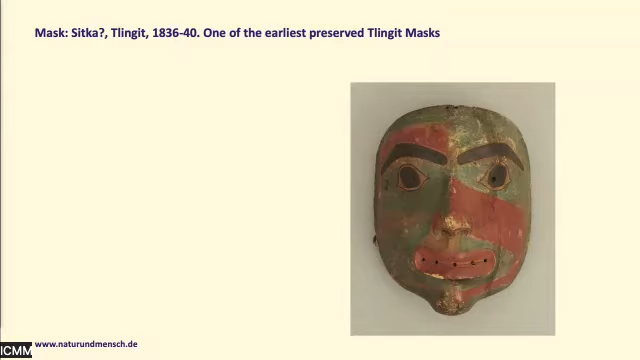 Mask: Sitka?, Tlingit, 1836-40. One of the earliest preserved Tlingit Masks
www.naturundmensch.de
ICMM